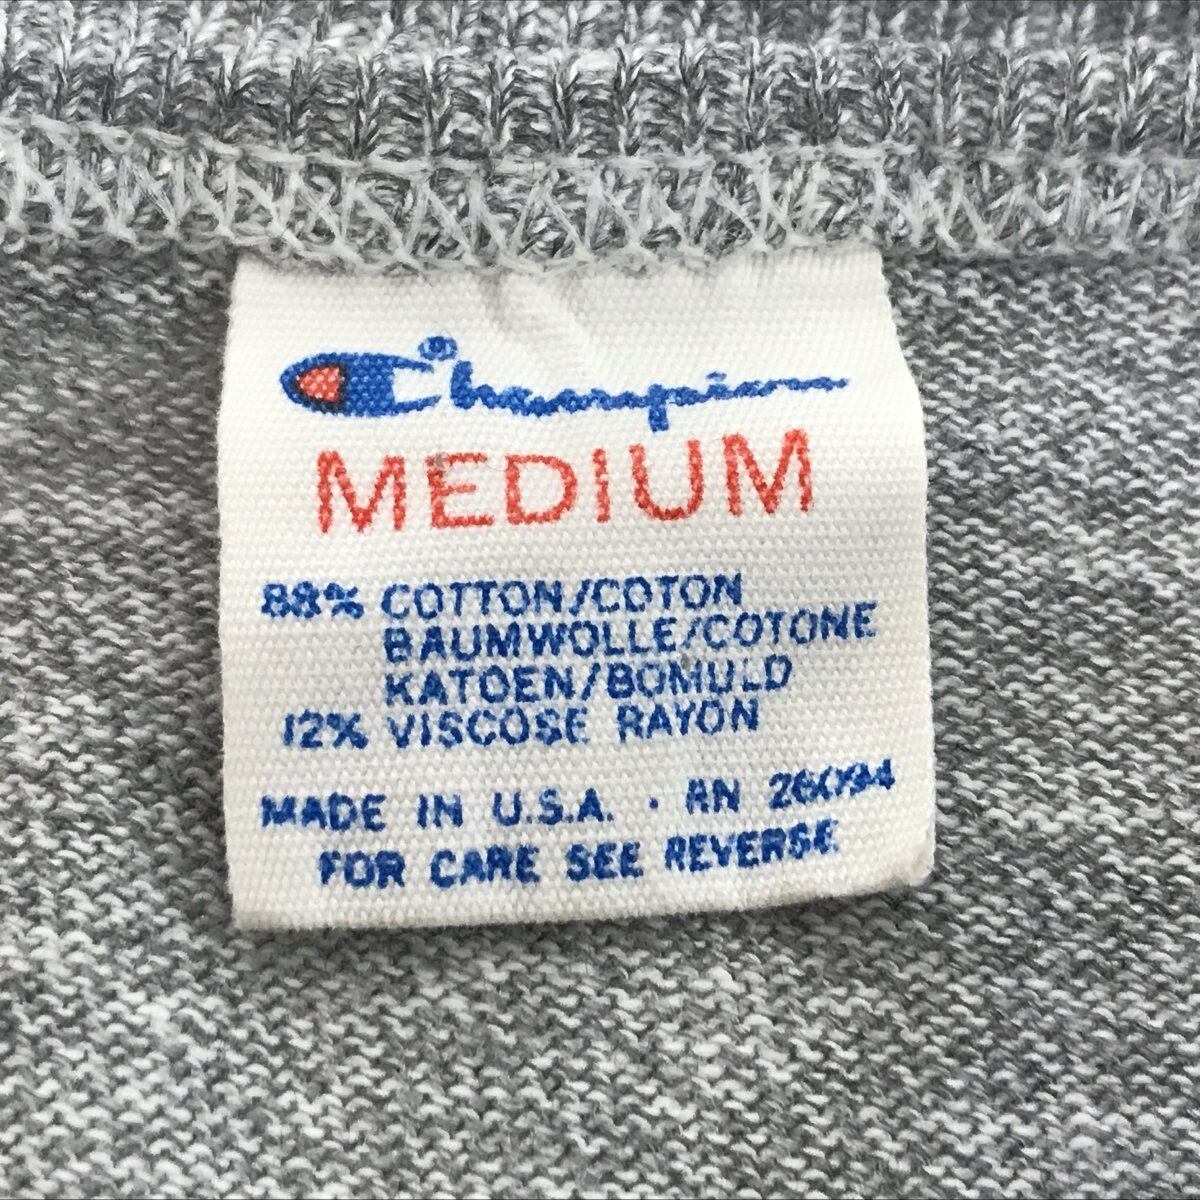 Champion®
MEDIUM
88% COTTON/COTON
BAUMWOLLE/COTONE
KATOEN/BOMULD
12% VISCOSE RAYON
MADE IN U.S.A. · RN 26094
FOR CARE SEE REVERSE